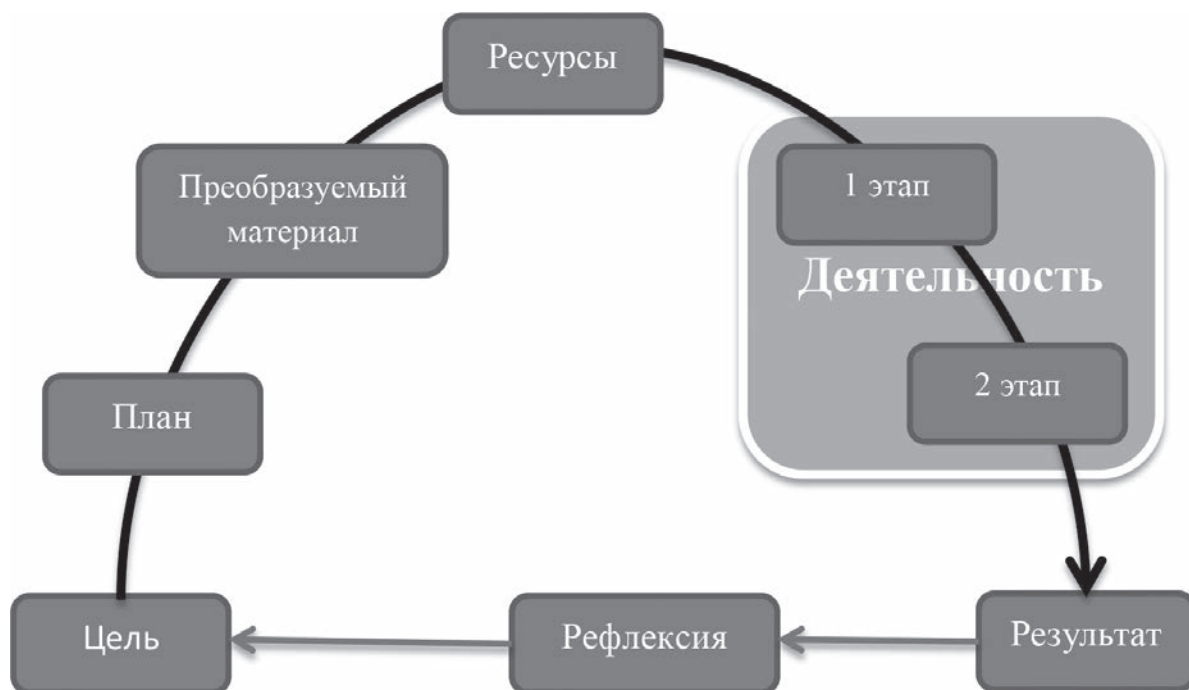 Ресурсы
Преобразуемый
материал
1 этап
Деятельность
План
2 этап
Цель
Рефлексия
Результат